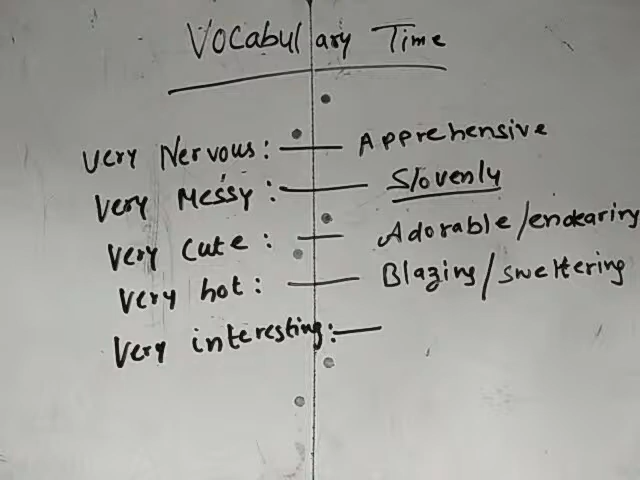 Vocabulary Time
Very Nervous: — Apprehensive
Very Messy: — Slovenly
Very Cute: — Adorable/endearing
Very hot: — Blazing/sweltering
Very interesting: —